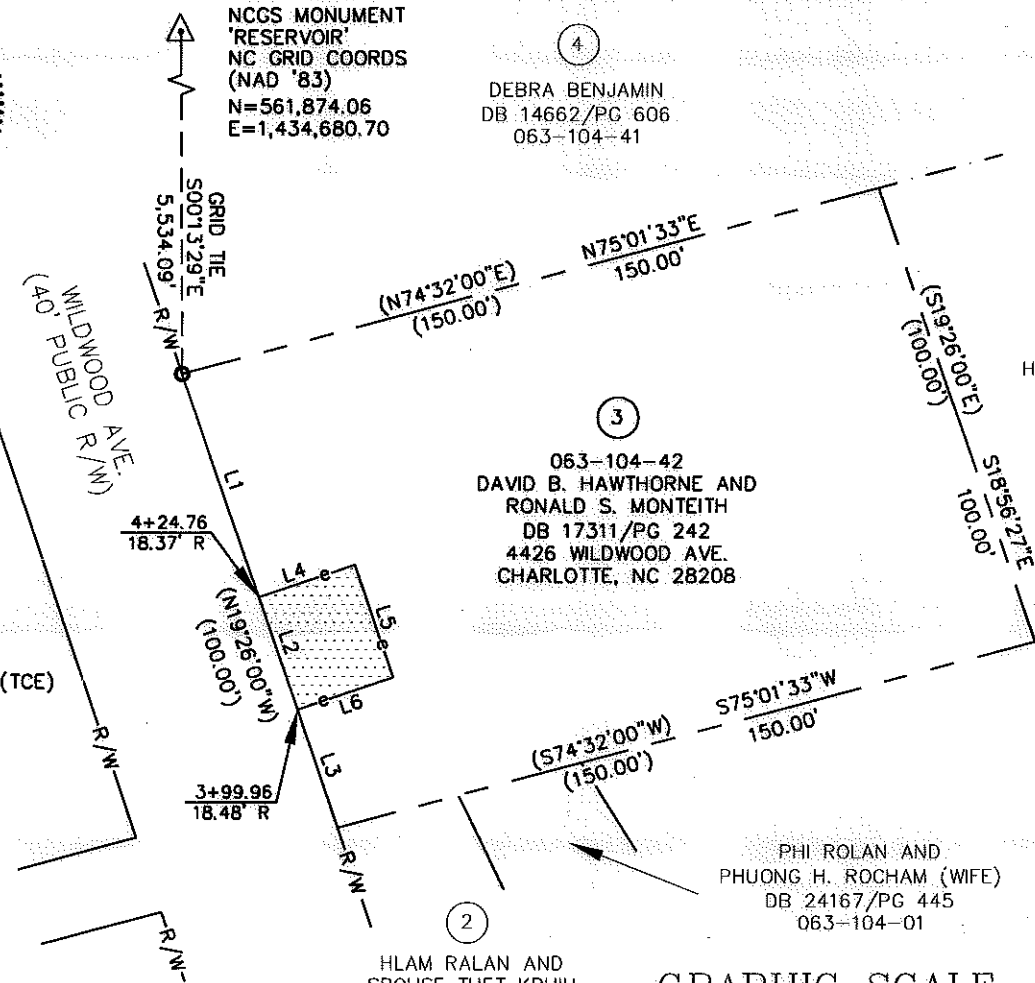 NCGS MONUMENT
'RESERVOIR'
NC GRID COORDS
(NAD '83)
N=561,874.06
E=1,434,680.70
4
DEBRA BENJAMIN
DB 14662/PG 606
063-104-41
GRID TIE
S00°13'29"E
5,534.09'
R/W
WILDWOOD AVE.
(40' PUBLIC R/W)
(N74°32'00"E)
(150.00')
N75°01'33"E
150.00'
(S19°26'00"E)
(100.00')
S18°56'27"E
100.00'
H
3
063-104-42
DAVID B. HAWTHORNE AND
RONALD S. MONTEITH
DB 17311/PG 242
4426 WILDWOOD AVE.
CHARLOTTE, NC 28208
L1
4+24.76
18.37' R
L4
e
L5
e
L2
(N19°26'00"W)
(100.00')
e
L6
(TCE)
R/W
L3
3+99.96
18.48' R
S75°01'33"W
150.00'
(S74°32'00"W)
(150.00')
R/W
PHI ROLAN AND
PHUONG H. ROCHAM (WIFE)
DB 24167/PG 445
063-104-01
2
R/W
HLAM RALAN AND
GRAPHIC SCALE